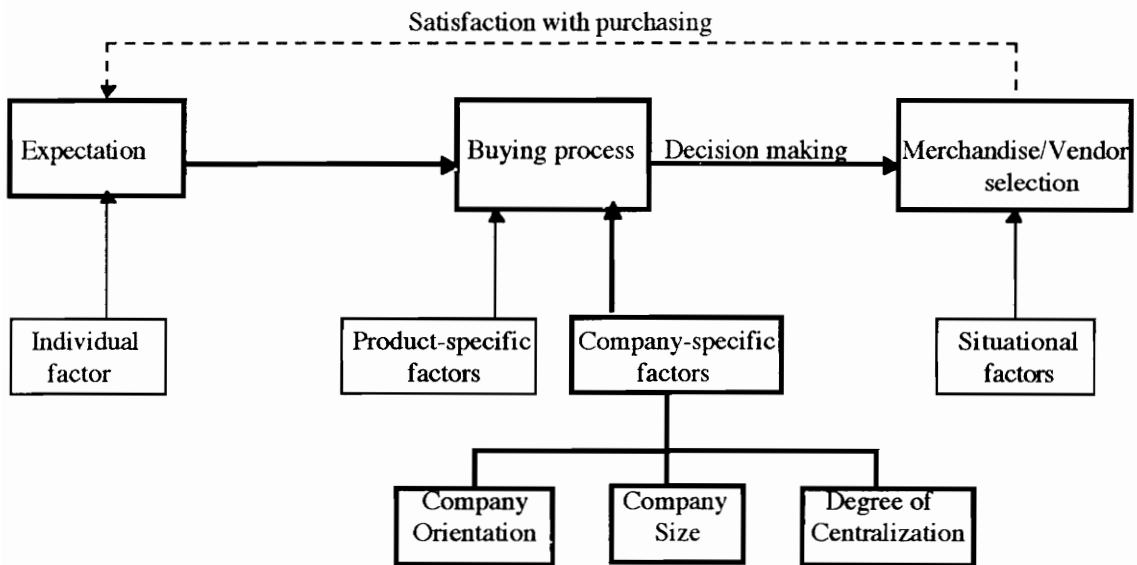 Satisfaction with purchasing
Expectation
Buying process
Decision making
Merchandise/Vendor
selection
Individual
factor
Product-specific
factors
Company-specific
factors
Situational
factors
Company
Orientation
Company
Size
Degree of
Centralization